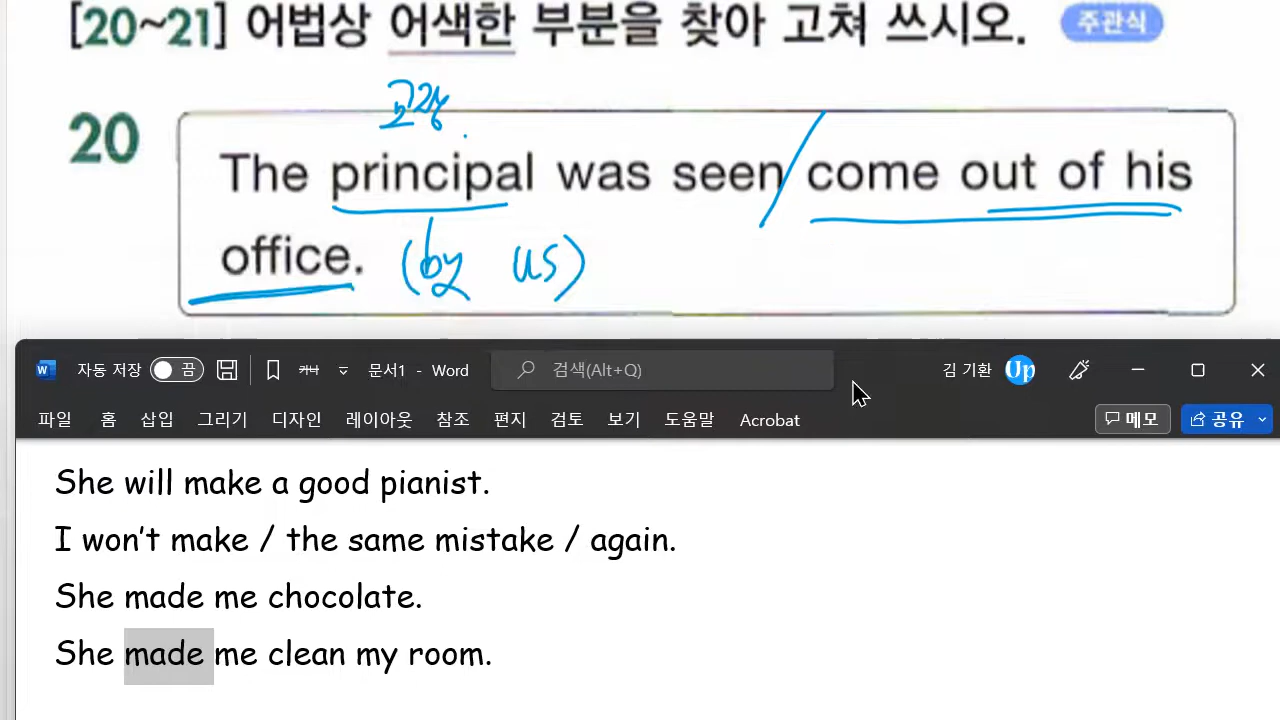 [20~21] 어법상 어색한 부분을 찾아 고쳐 쓰시오. 주관식
교장
20 The principal was seen / come out of his
office. (by us)
자동 저장 끔 문서1 - Word 검색(Alt+Q) 김 기환 Up
파일 홈 삽입 그리기 디자인 레이아웃 참조 편지 검토 보기 도움말 Acrobat 메모 공유
She will make a good pianist.
I won't make / the same mistake / again.
She made me chocolate.
She made me clean my room.